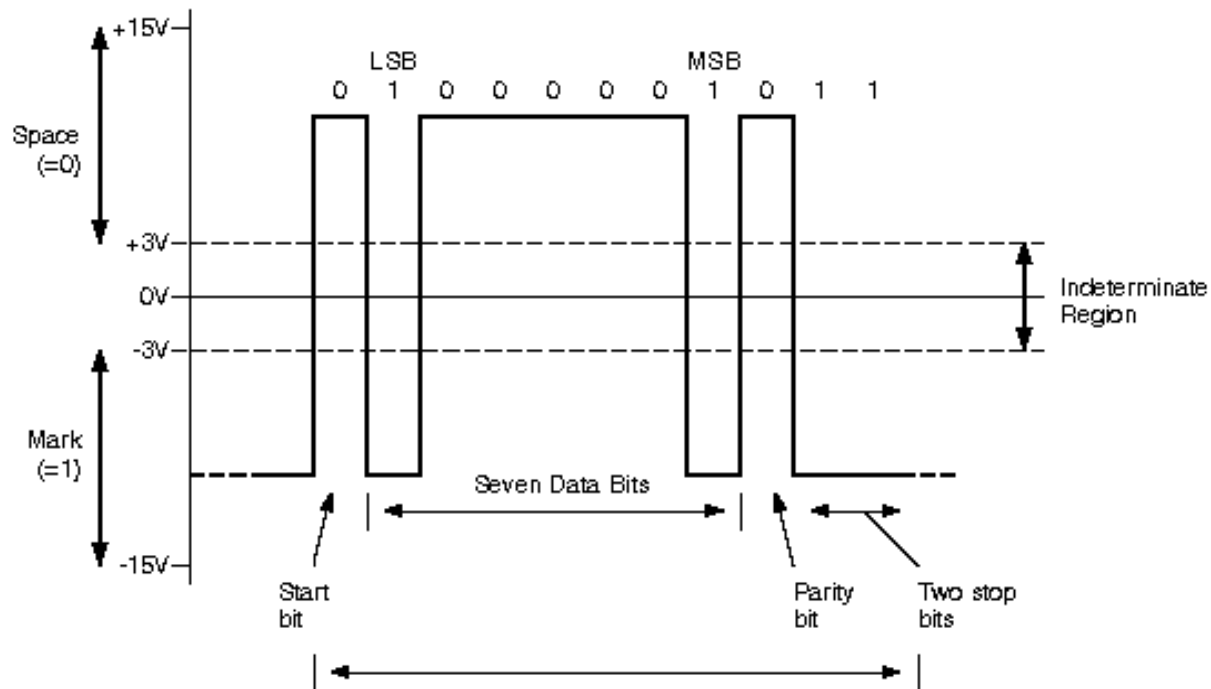 +15V
LSB MSB
0 1 0 0 0 0 0 1 0 1 1
Space
(=0)
+3V
0V
Indeterminate
Region
-3V
Mark
(=1)
Seven Data Bits
-15V
Start
bit
Parity
bit
Two stop
bits